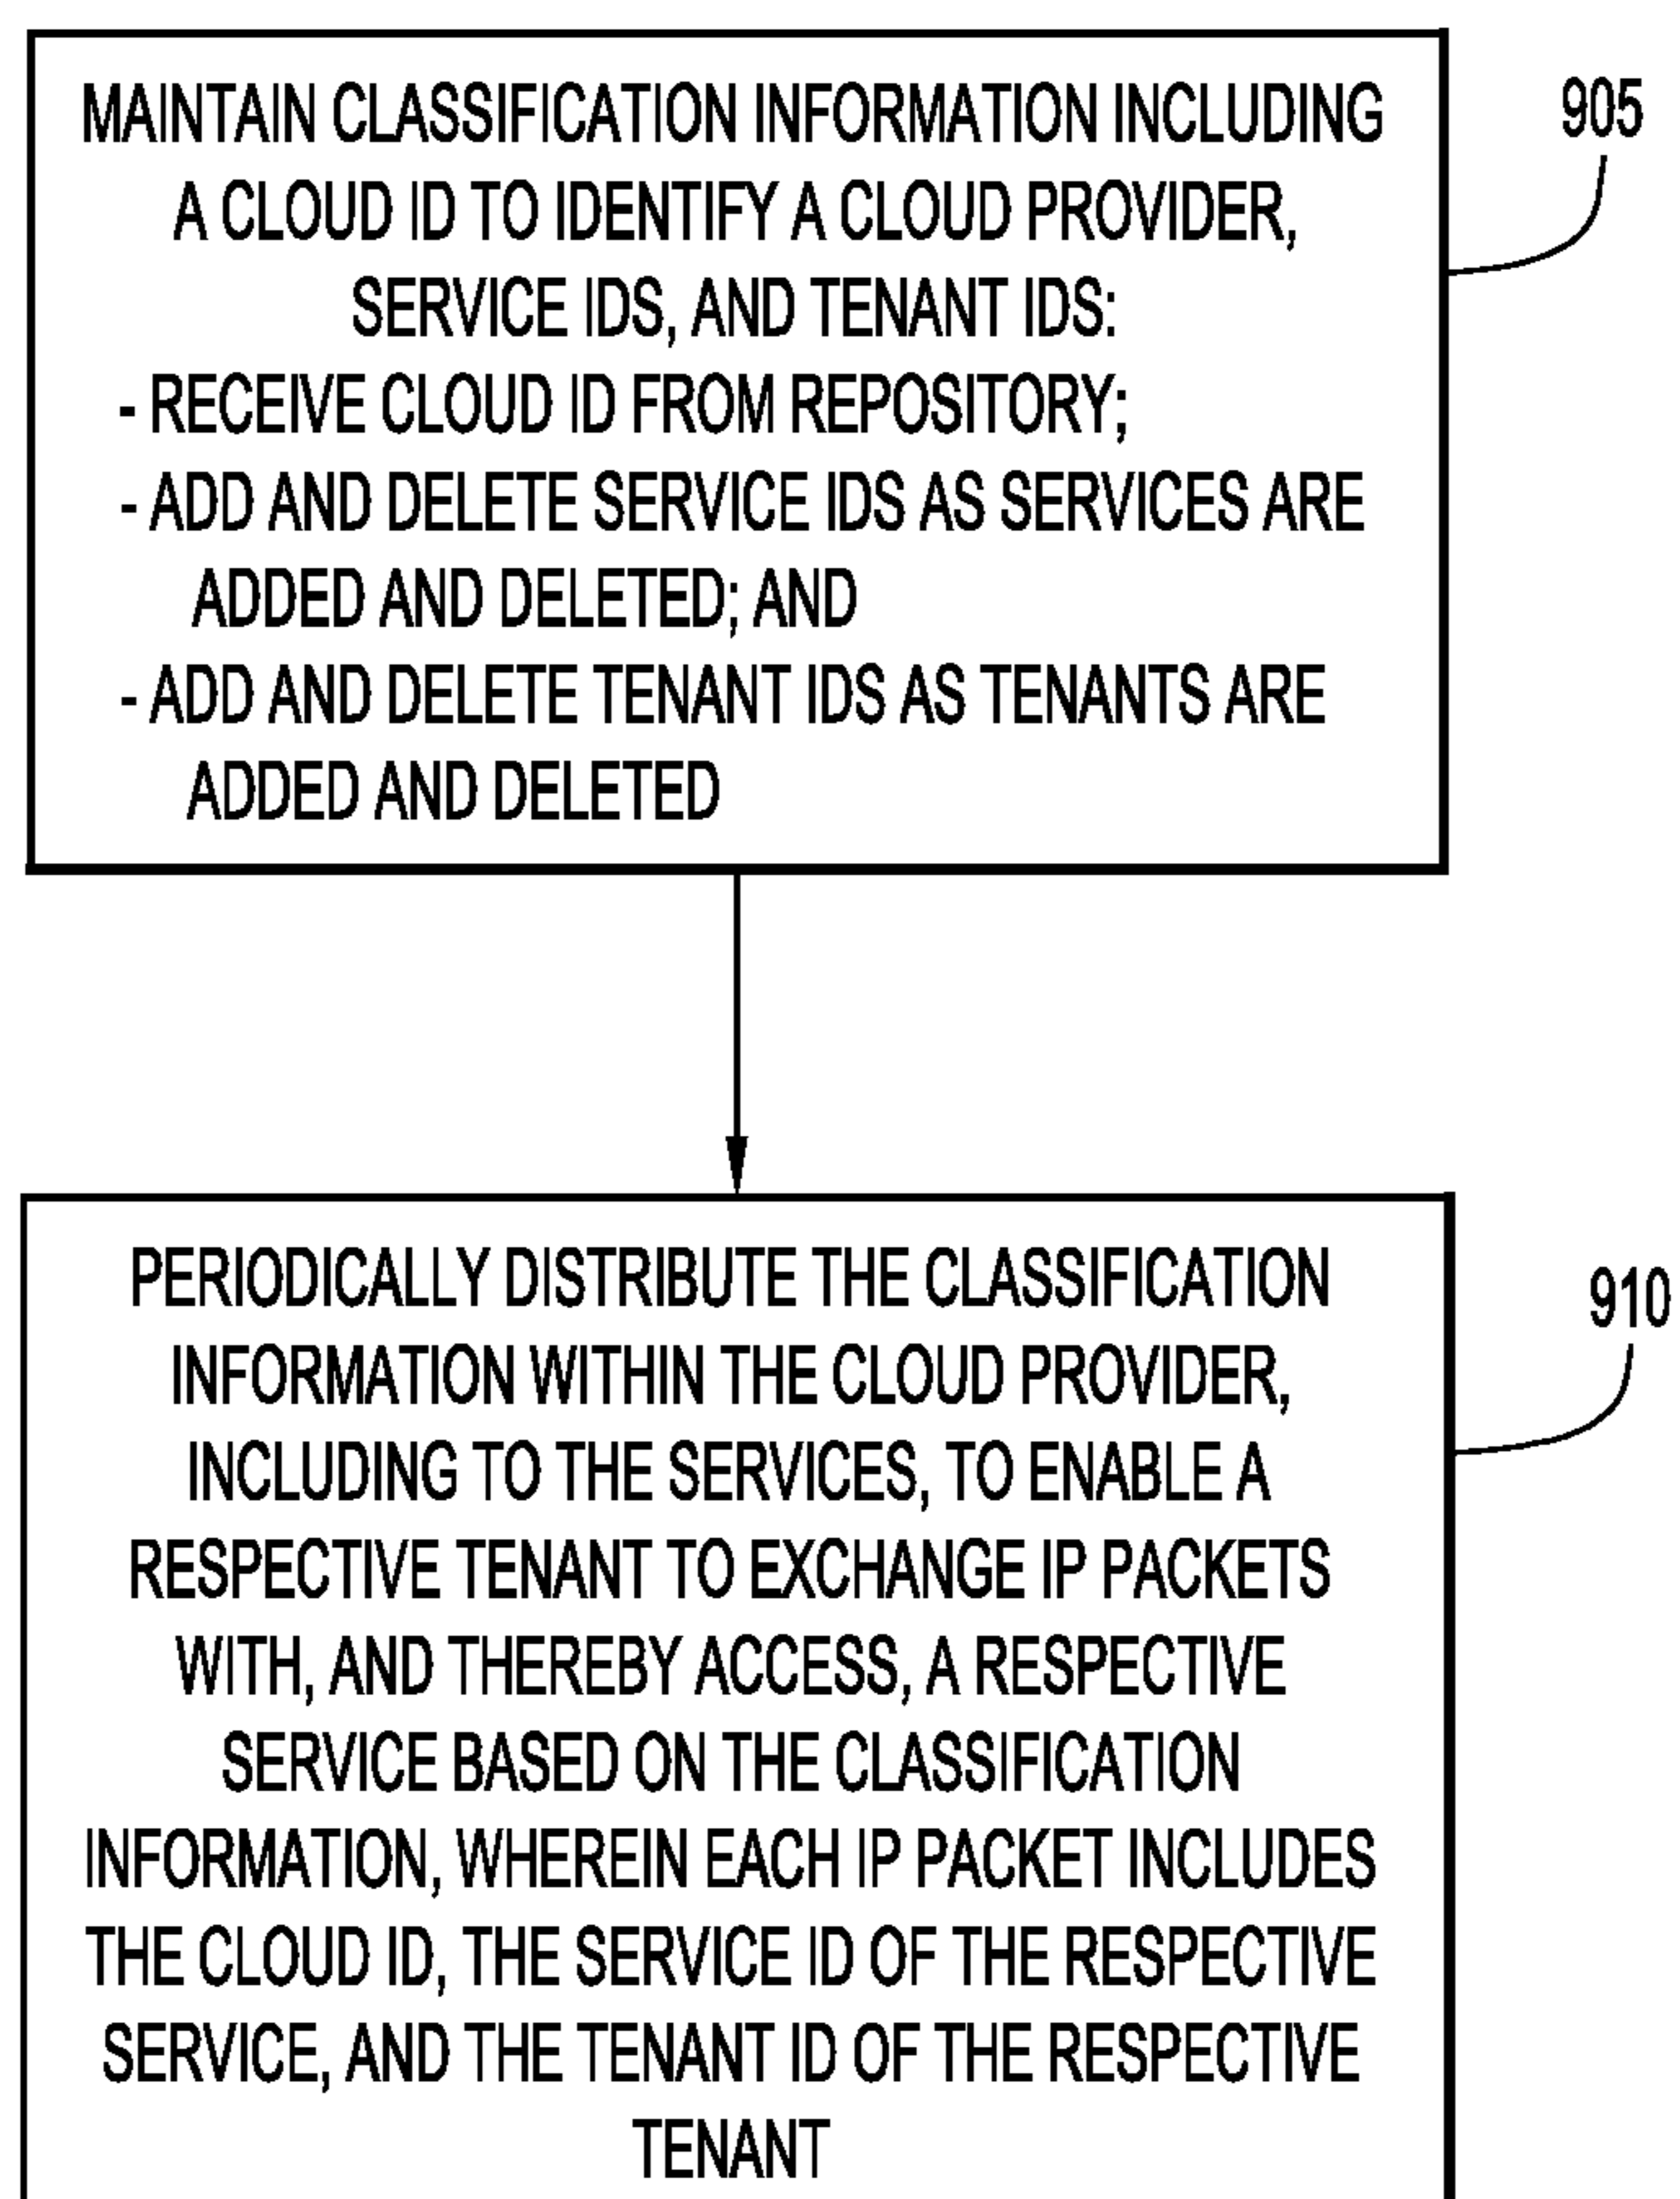 MAINTAIN CLASSIFICATION INFORMATION INCLUDING
A CLOUD ID TO IDENTIFY A CLOUD PROVIDER,
SERVICE IDS, AND TENANT IDS:
- RECEIVE CLOUD ID FROM REPOSITORY;
- ADD AND DELETE SERVICE IDS AS SERVICES ARE
ADDED AND DELETED; AND
- ADD AND DELETE TENANT IDS AS TENANTS ARE
ADDED AND DELETED
905
PERIODICALLY DISTRIBUTE THE CLASSIFICATION
INFORMATION WITHIN THE CLOUD PROVIDER,
INCLUDING TO THE SERVICES, TO ENABLE A
RESPECTIVE TENANT TO EXCHANGE IP PACKETS
WITH, AND THEREBY ACCESS, A RESPECTIVE
SERVICE BASED ON THE CLASSIFICATION
INFORMATION, WHEREIN EACH IP PACKET INCLUDES
THE CLOUD ID, THE SERVICE ID OF THE RESPECTIVE
SERVICE, AND THE TENANT ID OF THE RESPECTIVE
TENANT
910